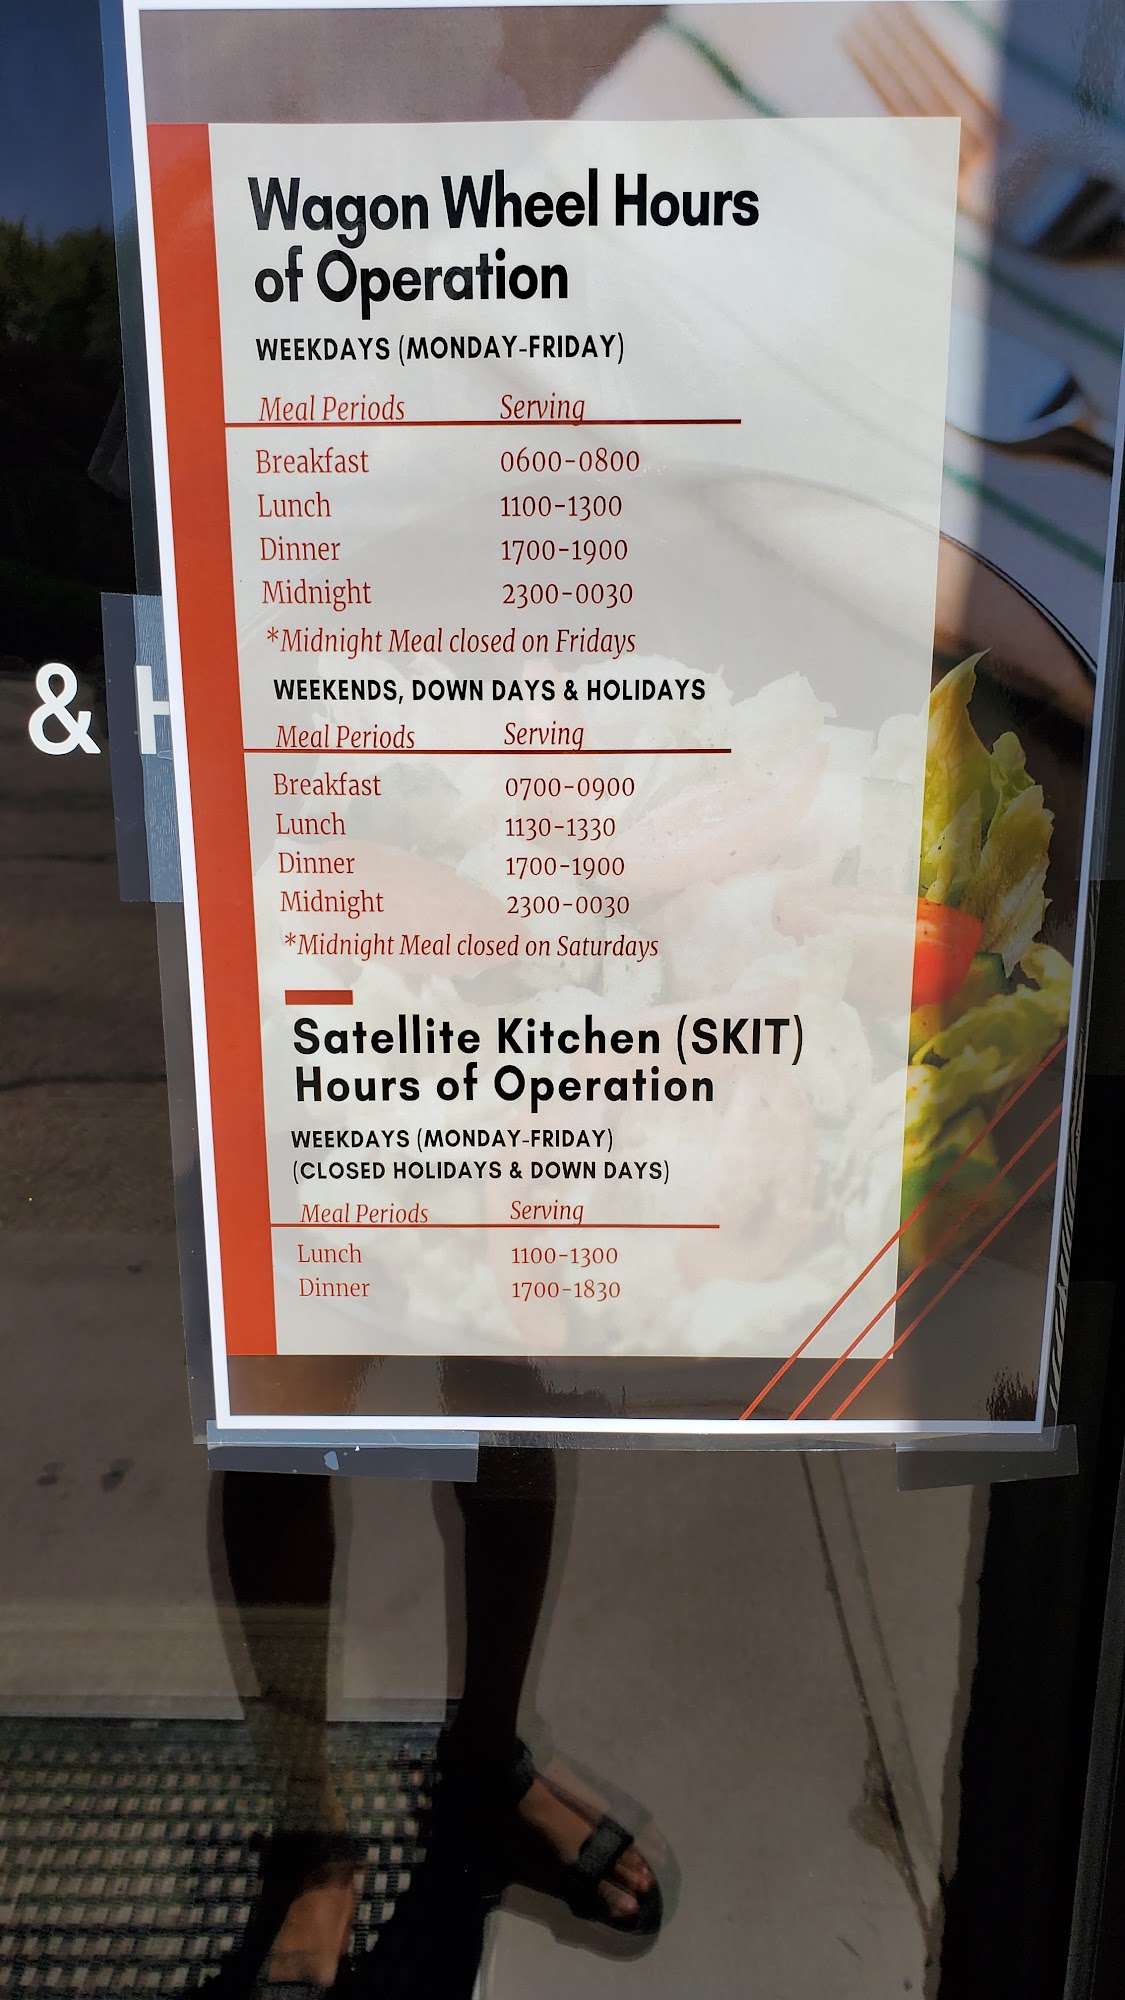 Wagon Wheel Hours
of Operation
WEEKDAYS (MONDAY-FRIDAY)
Meal Periods Serving
Breakfast 0600-0800
Lunch 1100-1300
Dinner 1700-1900
Midnight 2300-0030
*Midnight Meal closed on Fridays
WEEKENDS, DOWN DAYS & HOLIDAYS
Meal Periods Serving
Breakfast 0700-0900
Lunch 1130-1330
Dinner 1700-1900
Midnight 2300-0030
*Midnight Meal closed on Saturdays
& H
Satellite Kitchen (SKIT)
Hours of Operation
WEEKDAYS (MONDAY-FRIDAY)
(CLOSED HOLIDAYS & DOWN DAYS)
Meal Periods Serving
Lunch 1100-1300
Dinner 1700-1830